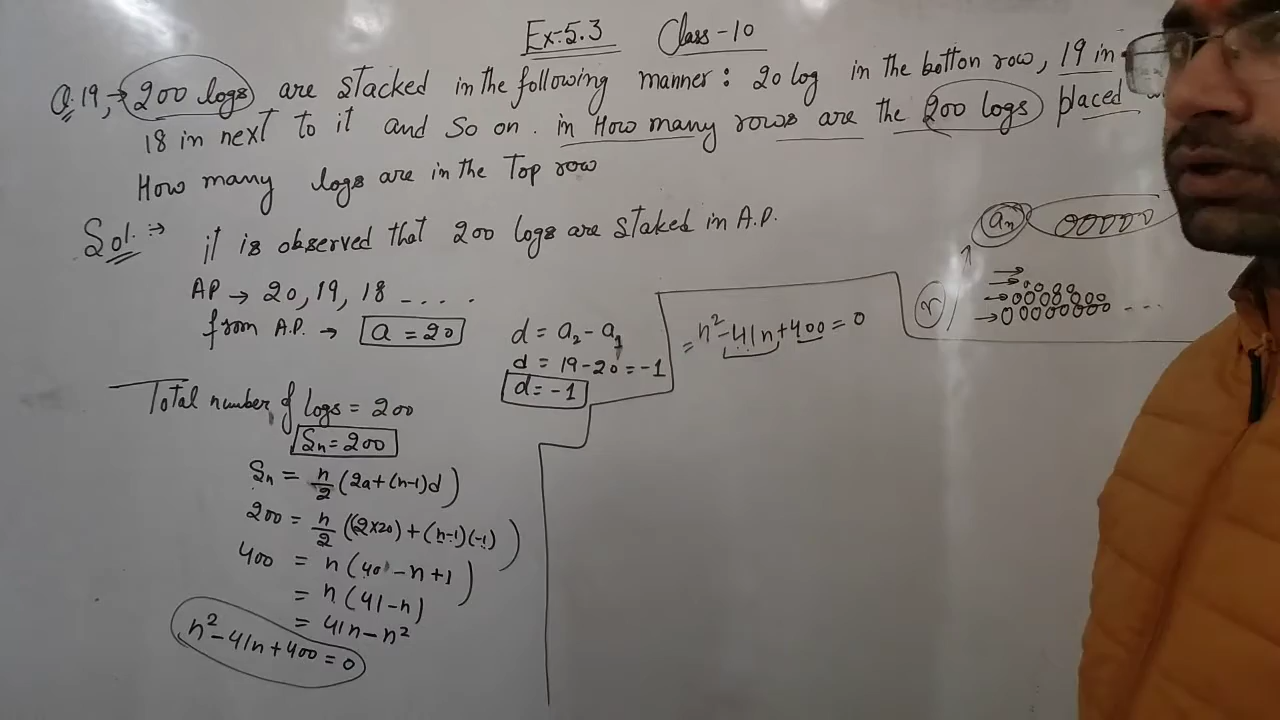 Ex:-5.3 Class-10
Q.19, → 200 logs are stacked in the following manner: 20 log in the botton row, 19 in
18 in next to it and So on. in How many rows are the 200 logs placed
How many logs are in the Top row
Sol. :→ it is observed that 200 logs are staked in A.P.
AP → 20, 19, 18 - - - - .
from A.P. → a = 20
d = a₂ - a₁
d = 19 - 20 = -1
d = -1
Total number of logs = 200
Sn = 200
Sn = n/2 (2a + (n-1)d)
200 = n/2 ((2×20) + (n-1)(-1))
400 = n (40 - n + 1)
= n (41 - n)
= 41n - n²
n² - 41n + 400 = 0
= n² - 41n + 400 = 0
an